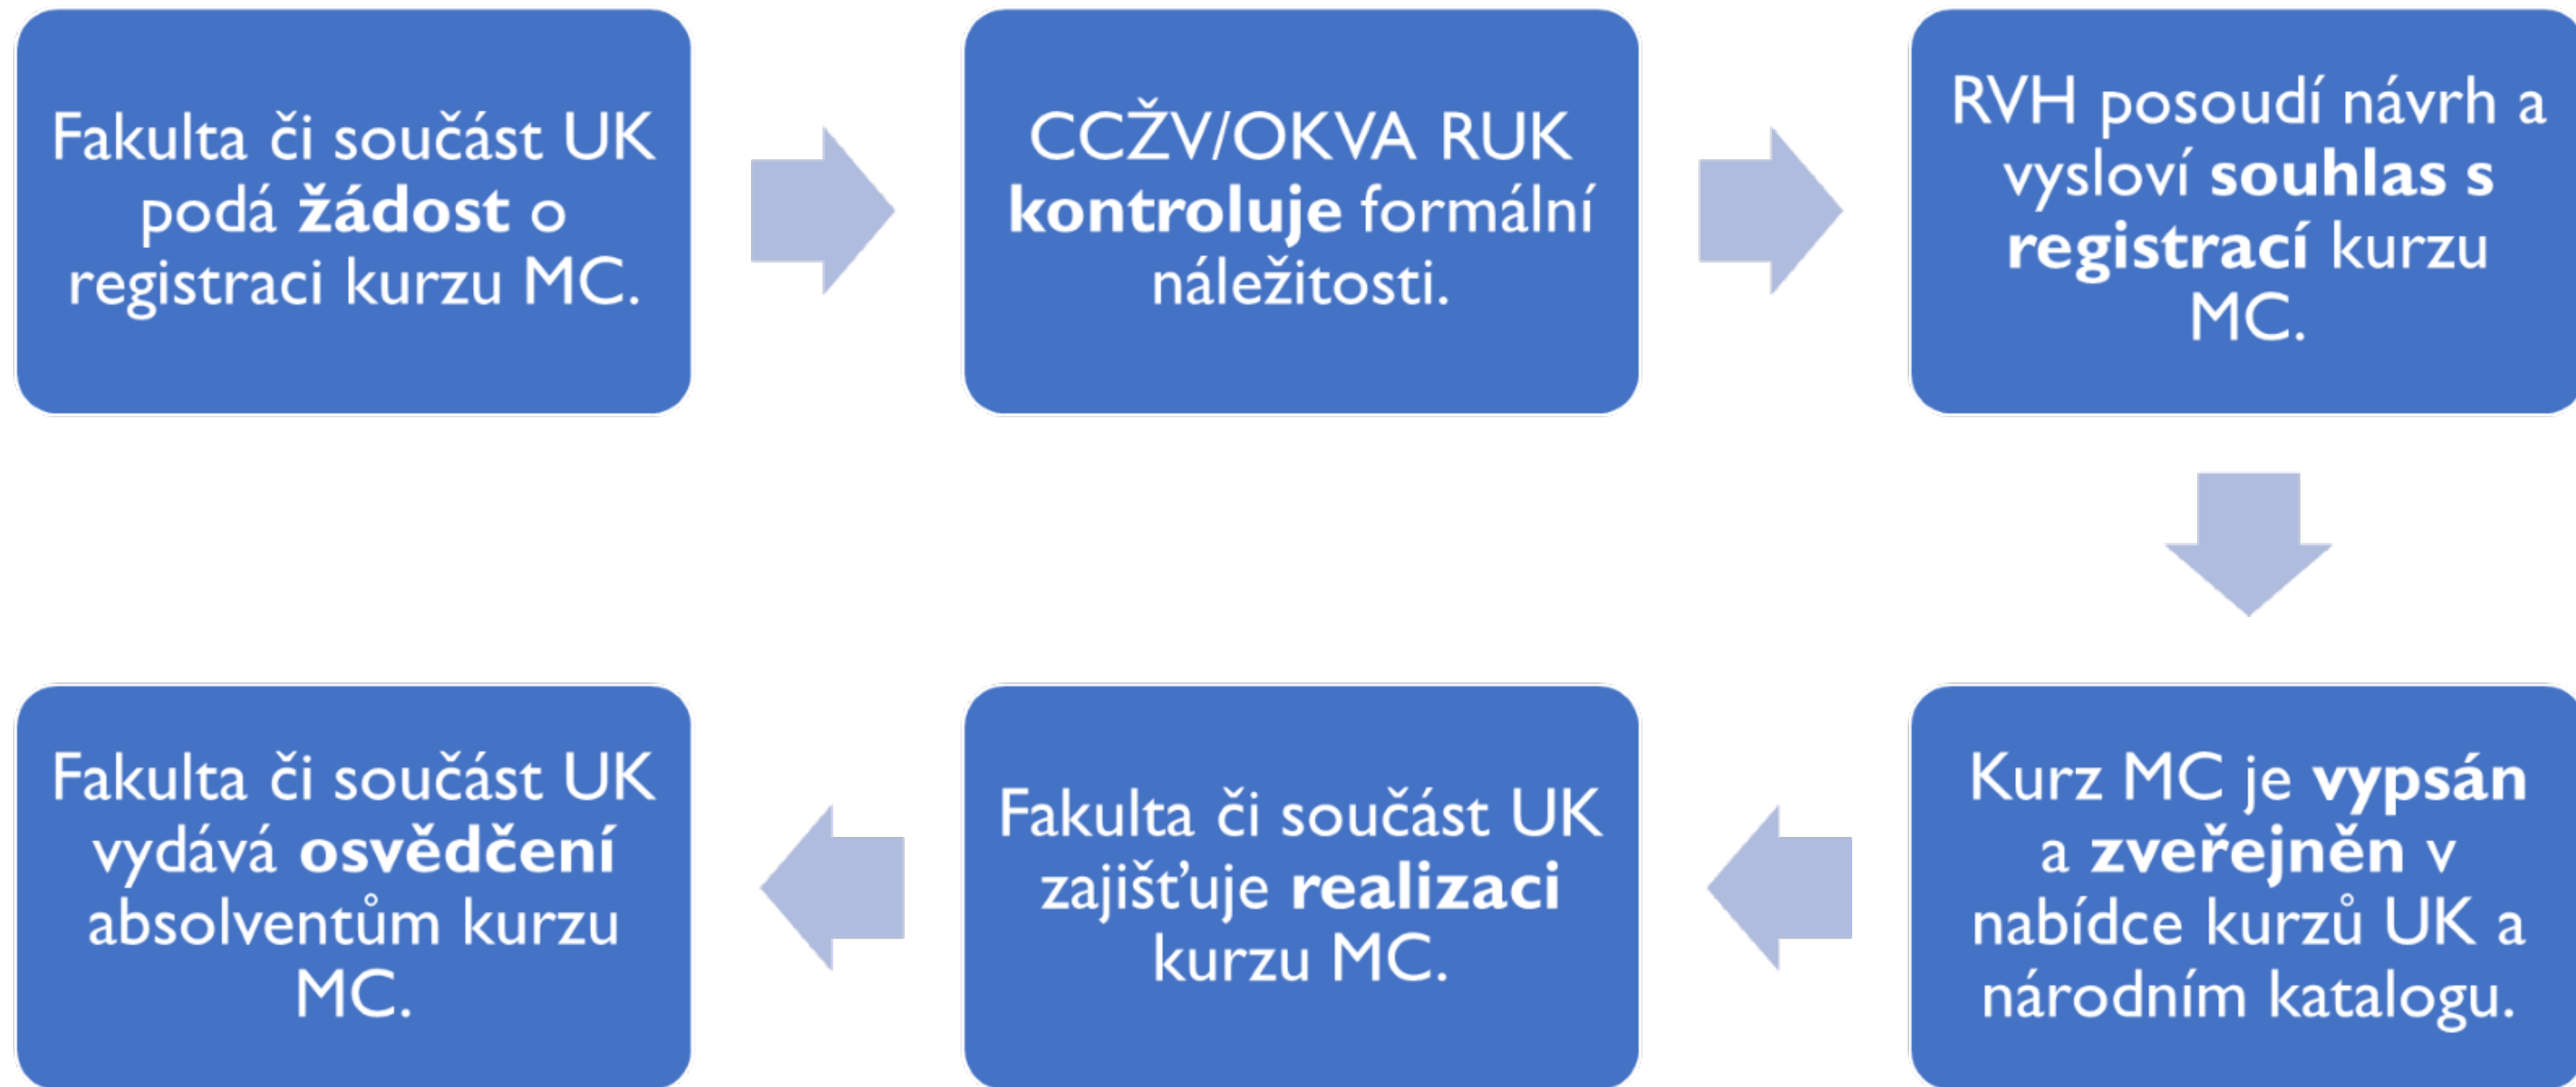 Fakulta či součást UK
podá žádost o
registraci kurzu MC.
CCŽV/OKVA RUK
kontroluje formální
náležitosti.
RVH posoudí návrh a
vysloví souhlas s
registrací kurzu
MC.
Kurz MC je vypsán
a zveřejněn v
nabídce kurzů UK a
národním katalogu.
Fakulta či součást UK
zajišťuje realizaci
kurzu MC.
Fakulta či součást UK
vydává osvědčení
absolventům kurzu
MC.